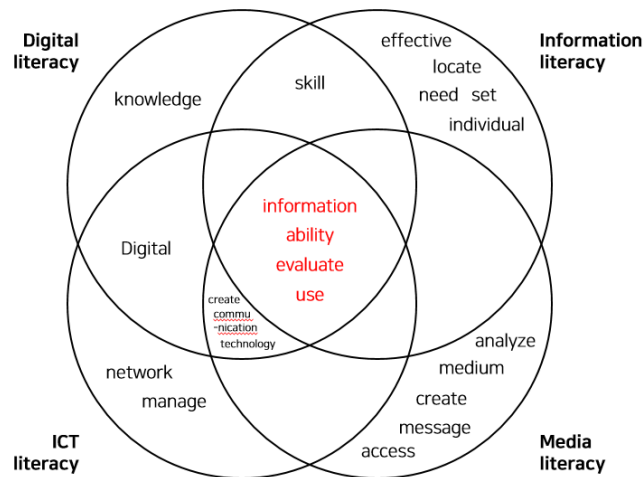 Digital
literacy
effective
Information
literacy
locate
skill
need set
knowledge
individual
information
ability
Digital
evaluate
use
create
commu
-nication
technology
analyze
medium
network
manage
create
message
access
ICT
literacy
Media
literacy